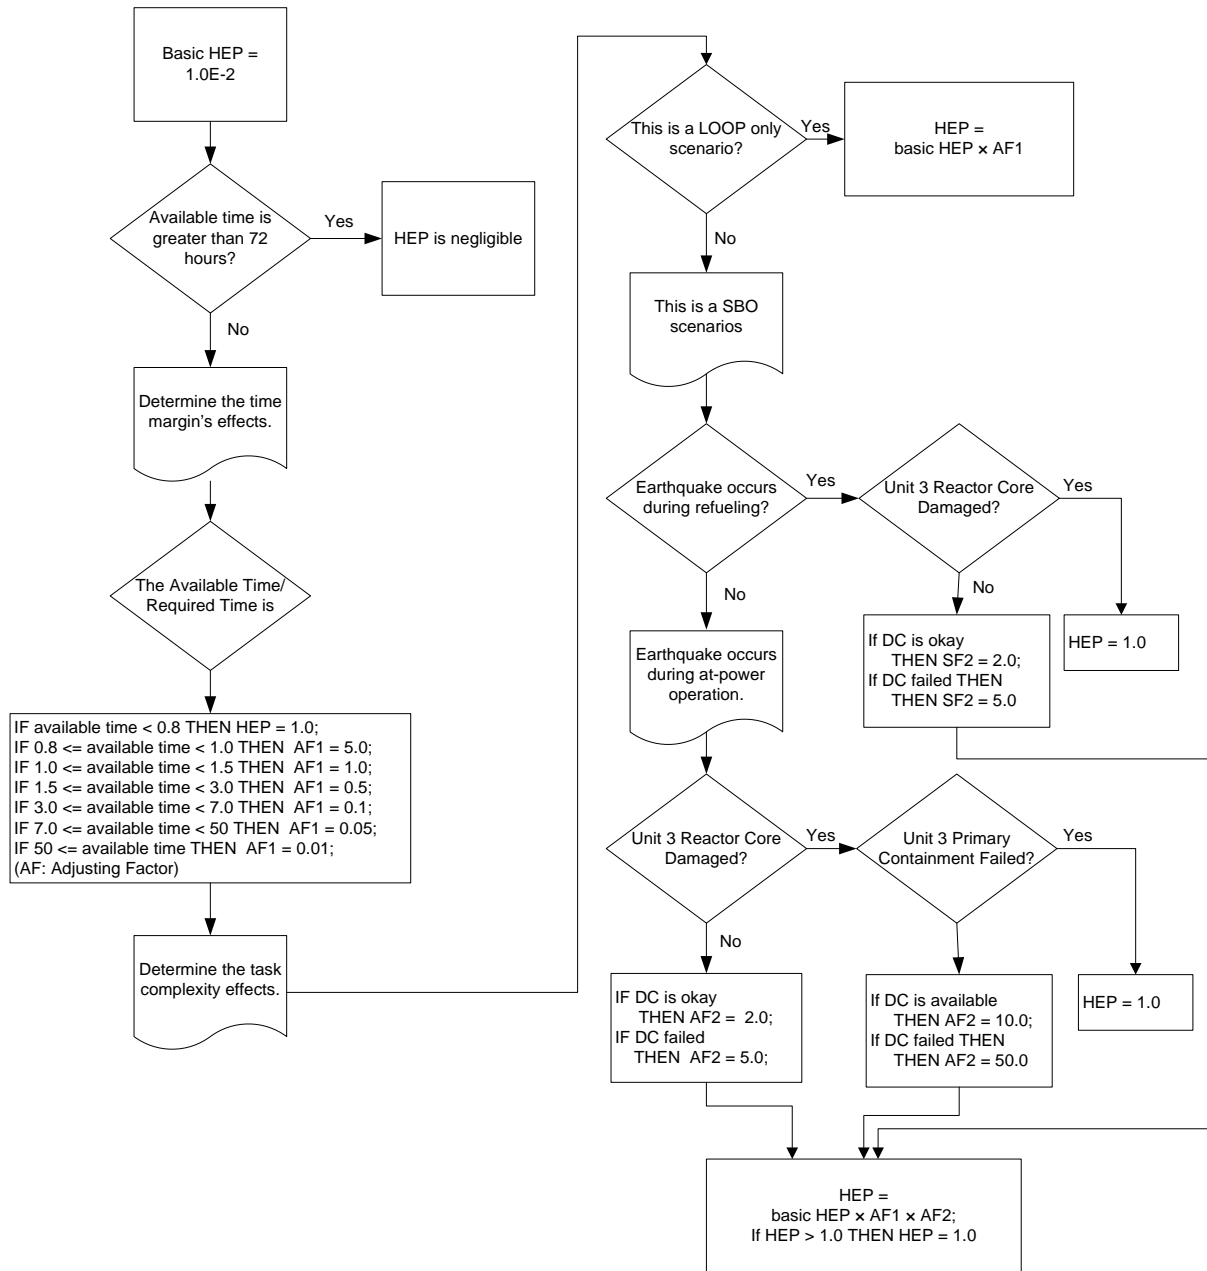 Basic HEP =
1.0E-2
Available time is
greater than 72
hours?
Yes
HEP is negligible
No
Determine the time
margin's effects.
The Available Time/
Required Time is
IF available time < 0.8 THEN HEP = 1.0;
IF 0.8 <= available time < 1.0 THEN  AF1 = 5.0;
IF 1.0 <= available time < 1.5 THEN  AF1 = 1.0;
IF 1.5 <= available time < 3.0 THEN  AF1 = 0.5;
IF 3.0 <= available time < 7.0 THEN  AF1 = 0.1;
IF 7.0 <= available time < 50 THEN  AF1 = 0.05;
IF 50 <= available time THEN  AF1 = 0.01;
(AF: Adjusting Factor)
Determine the task
complexity effects.
This is a LOOP only
scenario?
Yes
HEP =
basic HEP × AF1
No
This is a SBO
scenarios
Earthquake occurs
during refueling?
Yes
Unit 3 Reactor Core
Damaged?
Yes
HEP = 1.0
No
If DC is okay
THEN SF2 = 2.0;
If DC failed THEN
THEN SF2 = 5.0
No
Earthquake occurs
during at-power
operation.
Unit 3 Reactor Core
Damaged?
Yes
Unit 3 Primary
Containment Failed?
Yes
HEP = 1.0
No
IF DC is okay
THEN AF2 =  2.0;
IF DC failed
THEN  AF2 = 5.0;
If DC is available
THEN AF2 = 10.0;
If DC failed THEN
THEN AF2 = 50.0
HEP =
basic HEP × AF1 × AF2;
If HEP > 1.0 THEN HEP = 1.0